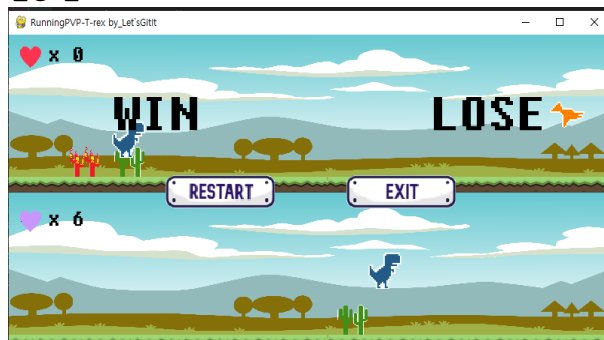 RunningPVP-T-rex by_Let`sGitIt
x 0
WIN
LOSE
RESTART
EXIT
x 6